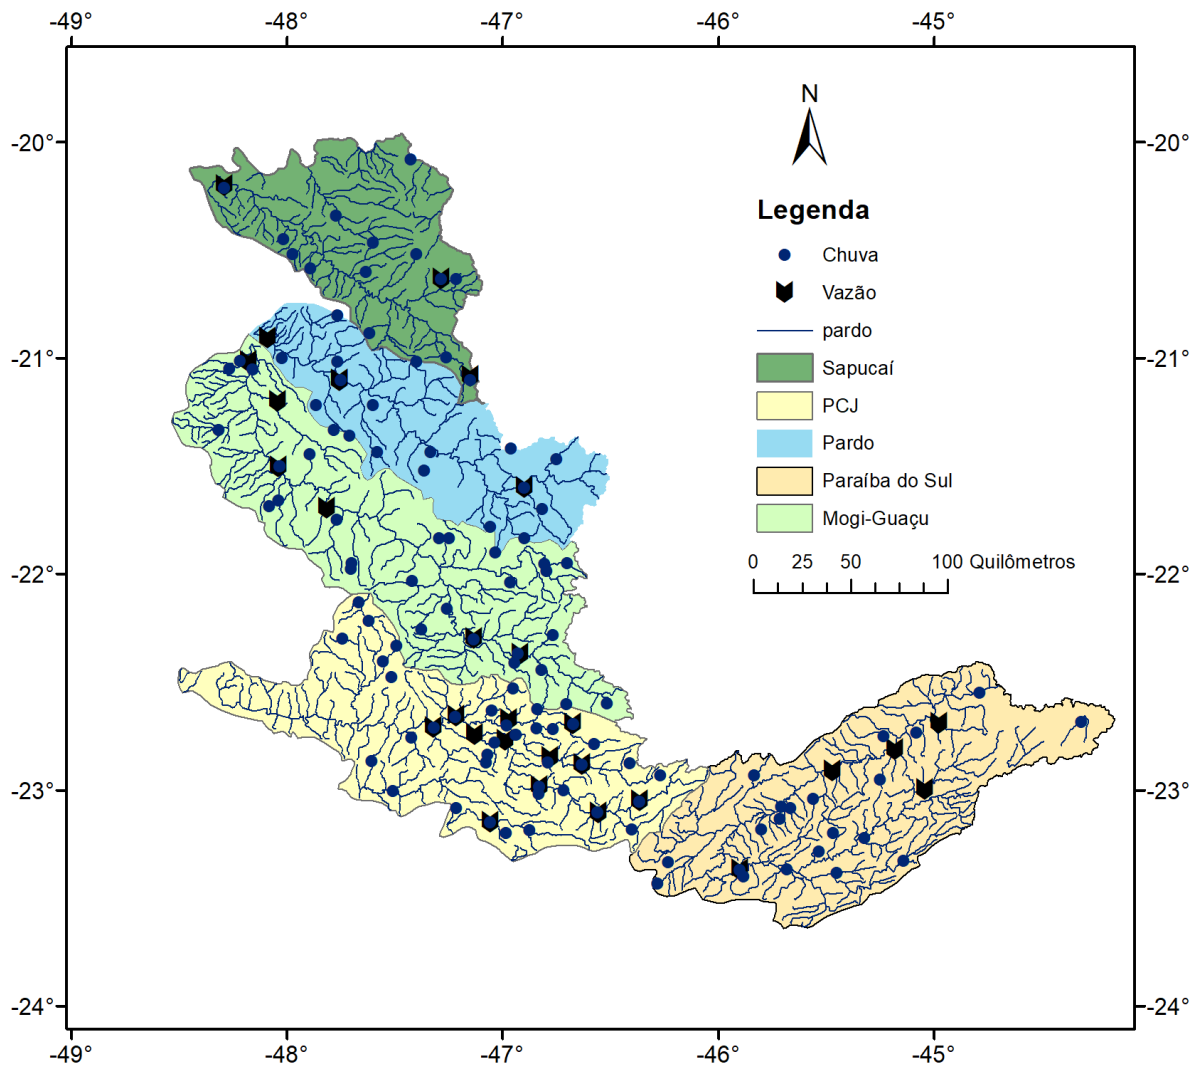 -49° -48° -47° -46° -45°
-20° -20°
-21° -21°
-22° -22°
-23° -23°
-24° -24°
N
Legenda
Chuva
Vazão
pardo
Sapucaí
PCJ
Pardo
Paraíba do Sul
Mogi-Guaçu
0 25 50 100 Quilômetros
-49° -48° -47° -46° -45°